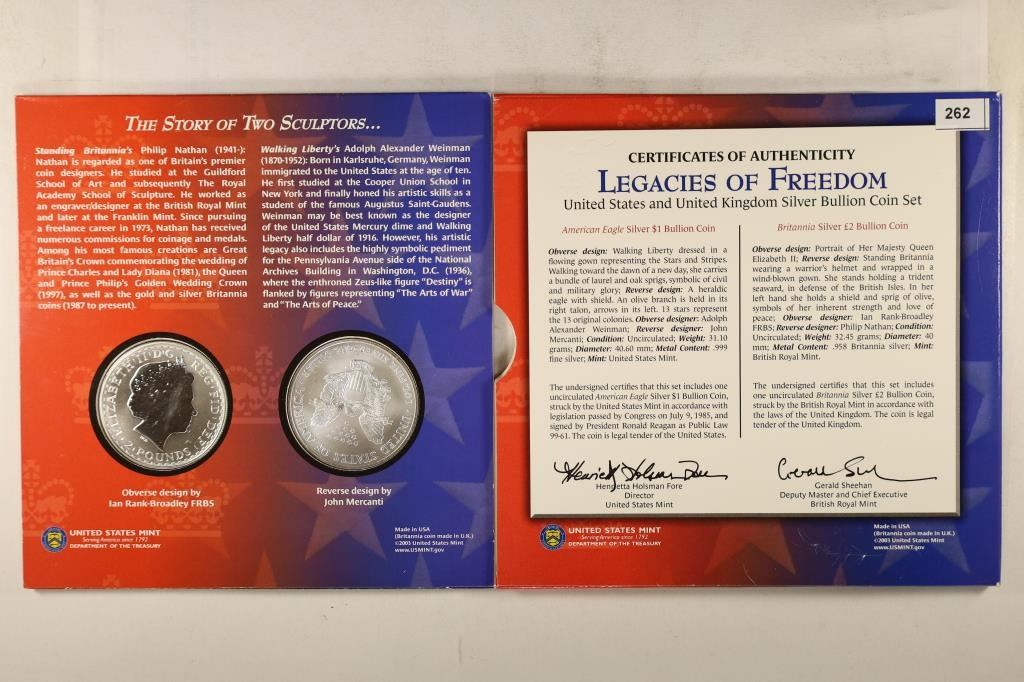 THE STORY OF TWO SCULPTORS...
Standing Britannia's Philip Nathan (1941-):
Nathan is regarded as one of Britain's premier
coin designers. He studied at the Guildford
School of Art and subsequently The Royal
Academy School of Sculpture. He worked as
an engraver/designer at the British Royal Mint
and later at the Franklin Mint. Since pursuing
a freelance career in 1973, Nathan has received
numerous commissions for coinage and medals.
Among his most famous creations are Great
Britain's Crown commemorating the wedding of
Prince Charles and Lady Diana (1981), the Queen
and Prince Philip's Golden Wedding Crown
(1997), as well as the gold and silver Britannia
coins (1987 to present).
Walking Liberty's Adolph Alexander Weinman
(1870-1952): Born in Karlsruhe, Germany, Weinman
immigrated to the United States at the age of ten.
He first studied at the Cooper Union School in
New York and finally honed his artistic skills as a
student of the famous Augustus Saint-Gaudens.
Weinman may be best known as the designer
of the United States Mercury dime and Walking
Liberty half dollar of 1916. However, his artistic
legacy also includes the highly symbolic pediment
for the Pennsylvania Avenue side of the National
Archives Building in Washington, D.C. (1936),
where the enthroned Zeus-like figure "Destiny" is
flanked by figures representing "The Arts of War"
and "The Arts of Peace."
ELIZABETH·II·D·G REG·F·D·DEF
2 POUNDS
UNITED STATES OF AMERICA
Obverse design by
Ian Rank-Broadley FRBS
Reverse design by
John Mercanti
UNITED STATES MINT
Serving America since 1792
DEPARTMENT OF THE TREASURY
Made in USA
(Britannia coin made in U.K.)
©2003 United States Mint
www.USMINT.gov
262
CERTIFICATES OF AUTHENTICITY
LEGACIES OF FREEDOM
United States and United Kingdom Silver Bullion Coin Set
American Eagle Silver $1 Bullion Coin
Obverse design: Walking Liberty dressed in a
flowing gown representing the Stars and Stripes.
Walking toward the dawn of a new day, she carries
a bundle of laurel and oak sprigs, symbolic of civil
and military glory; Reverse design: A heraldic
eagle with shield. An olive branch is held in its
right talon, arrows in its left. 13 stars represent
the 13 original colonies. Obverse designer: Adolph
Alexander Weinman; Reverse designer: John
Mercanti; Condition: Uncirculated; Weight: 31.10
grams; Diameter: 40.60 mm; Metal Content: .999
fine silver; Mint: United States Mint.
The undersigned certifies that this set includes one
uncirculated American Eagle Silver $1 Bullion Coin,
struck by the United States Mint in accordance with
legislation passed by Congress on July 9, 1985, and
signed by President Ronald Reagan as Public Law
99-61. The coin is legal tender of the United States.
Henrietta Holsman Fore
Director
United States Mint
Britannia Silver £2 Bullion Coin
Obverse design: Portrait of Her Majesty Queen
Elizabeth II; Reverse design: Standing Britannia
wearing a warrior's helmet and wrapped in a
wind-blown gown. She stands holding a trident
seaward, in defense of the British Isles. In her
left hand she holds a shield and sprig of olive,
symbols of her inherent strength and love of
peace; Obverse designer: Ian Rank-Broadley
FRBS; Reverse designer: Philip Nathan; Condition:
Uncirculated; Weight: 32.45 grams; Diameter: 40
mm; Metal Content: .958 Britannia silver; Mint:
British Royal Mint.
The undersigned certifies that this set includes
one uncirculated Britannia Silver £2 Bullion Coin,
struck by the British Royal Mint in accordance with
the laws of the United Kingdom. The coin is legal
tender of the United Kingdom.
Gerald Sheehan
Deputy Master and Chief Executive
British Royal Mint
UNITED STATES MINT
Serving America since 1792
DEPARTMENT OF THE TREASURY
Made in USA
(Britannia coin made in U.K.)
©2003 United States Mint
www.USMINT.gov